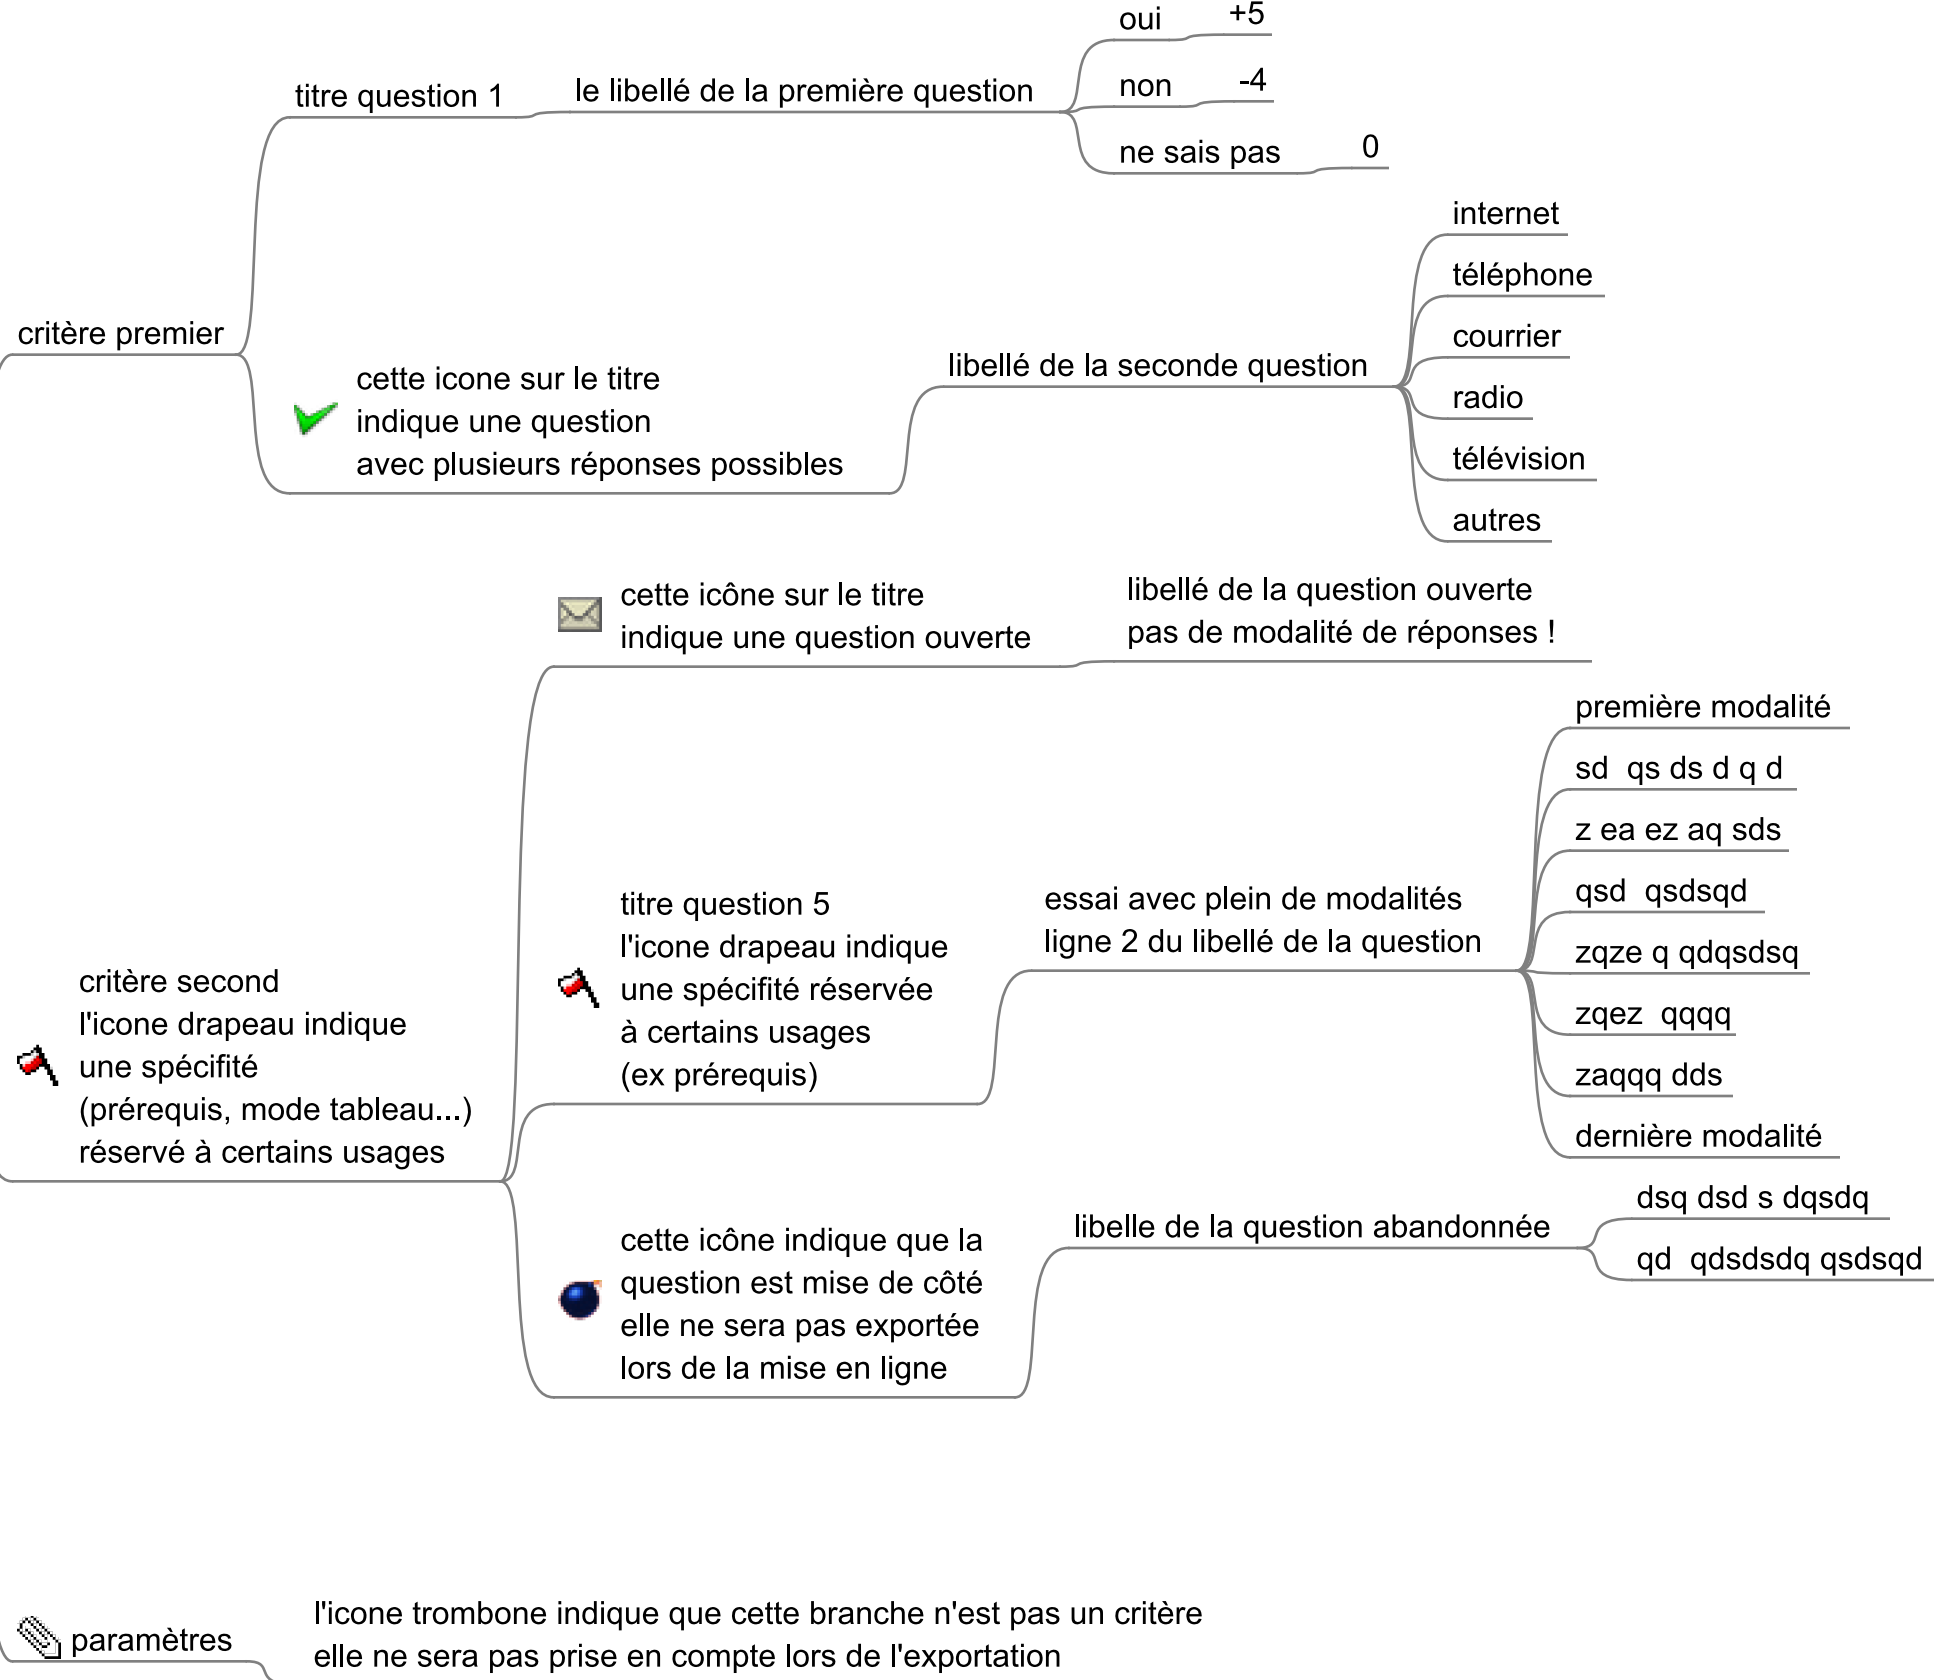 oui
+5
non
-4
ne sais pas
0
titre question 1
le libellé de la première question
critère premier
cette icone sur le titre
indique une question
avec plusieurs réponses possibles
libellé de la seconde question
internet
téléphone
courrier
radio
télévision
autres
cette icône sur le titre
indique une question ouverte
libellé de la question ouverte
pas de modalité de réponses !
critère second
l'icone drapeau indique
une spécifité
(prérequis, mode tableau...)
réservé à certains usages
titre question 5
l'icone drapeau indique
une spécifité réservée
à certains usages
(ex prérequis)
essai avec plein de modalités
ligne 2 du libellé de la question
première modalité
sd  qs ds d q d
z ea ez aq sds
qsd  qsdsqd
zqze q qdqsdsq
zqez  qqqq
zaqqq dds
dernière modalité
cette icône indique que la
question est mise de côté
elle ne sera pas exportée
lors de la mise en ligne
libelle de la question abandonnée
dsq dsd s dqsdq
qd  qdsdsdq qsdsqd
paramètres
l'icone trombone indique que cette branche n'est pas un critère
elle ne sera pas prise en compte lors de l'exportation